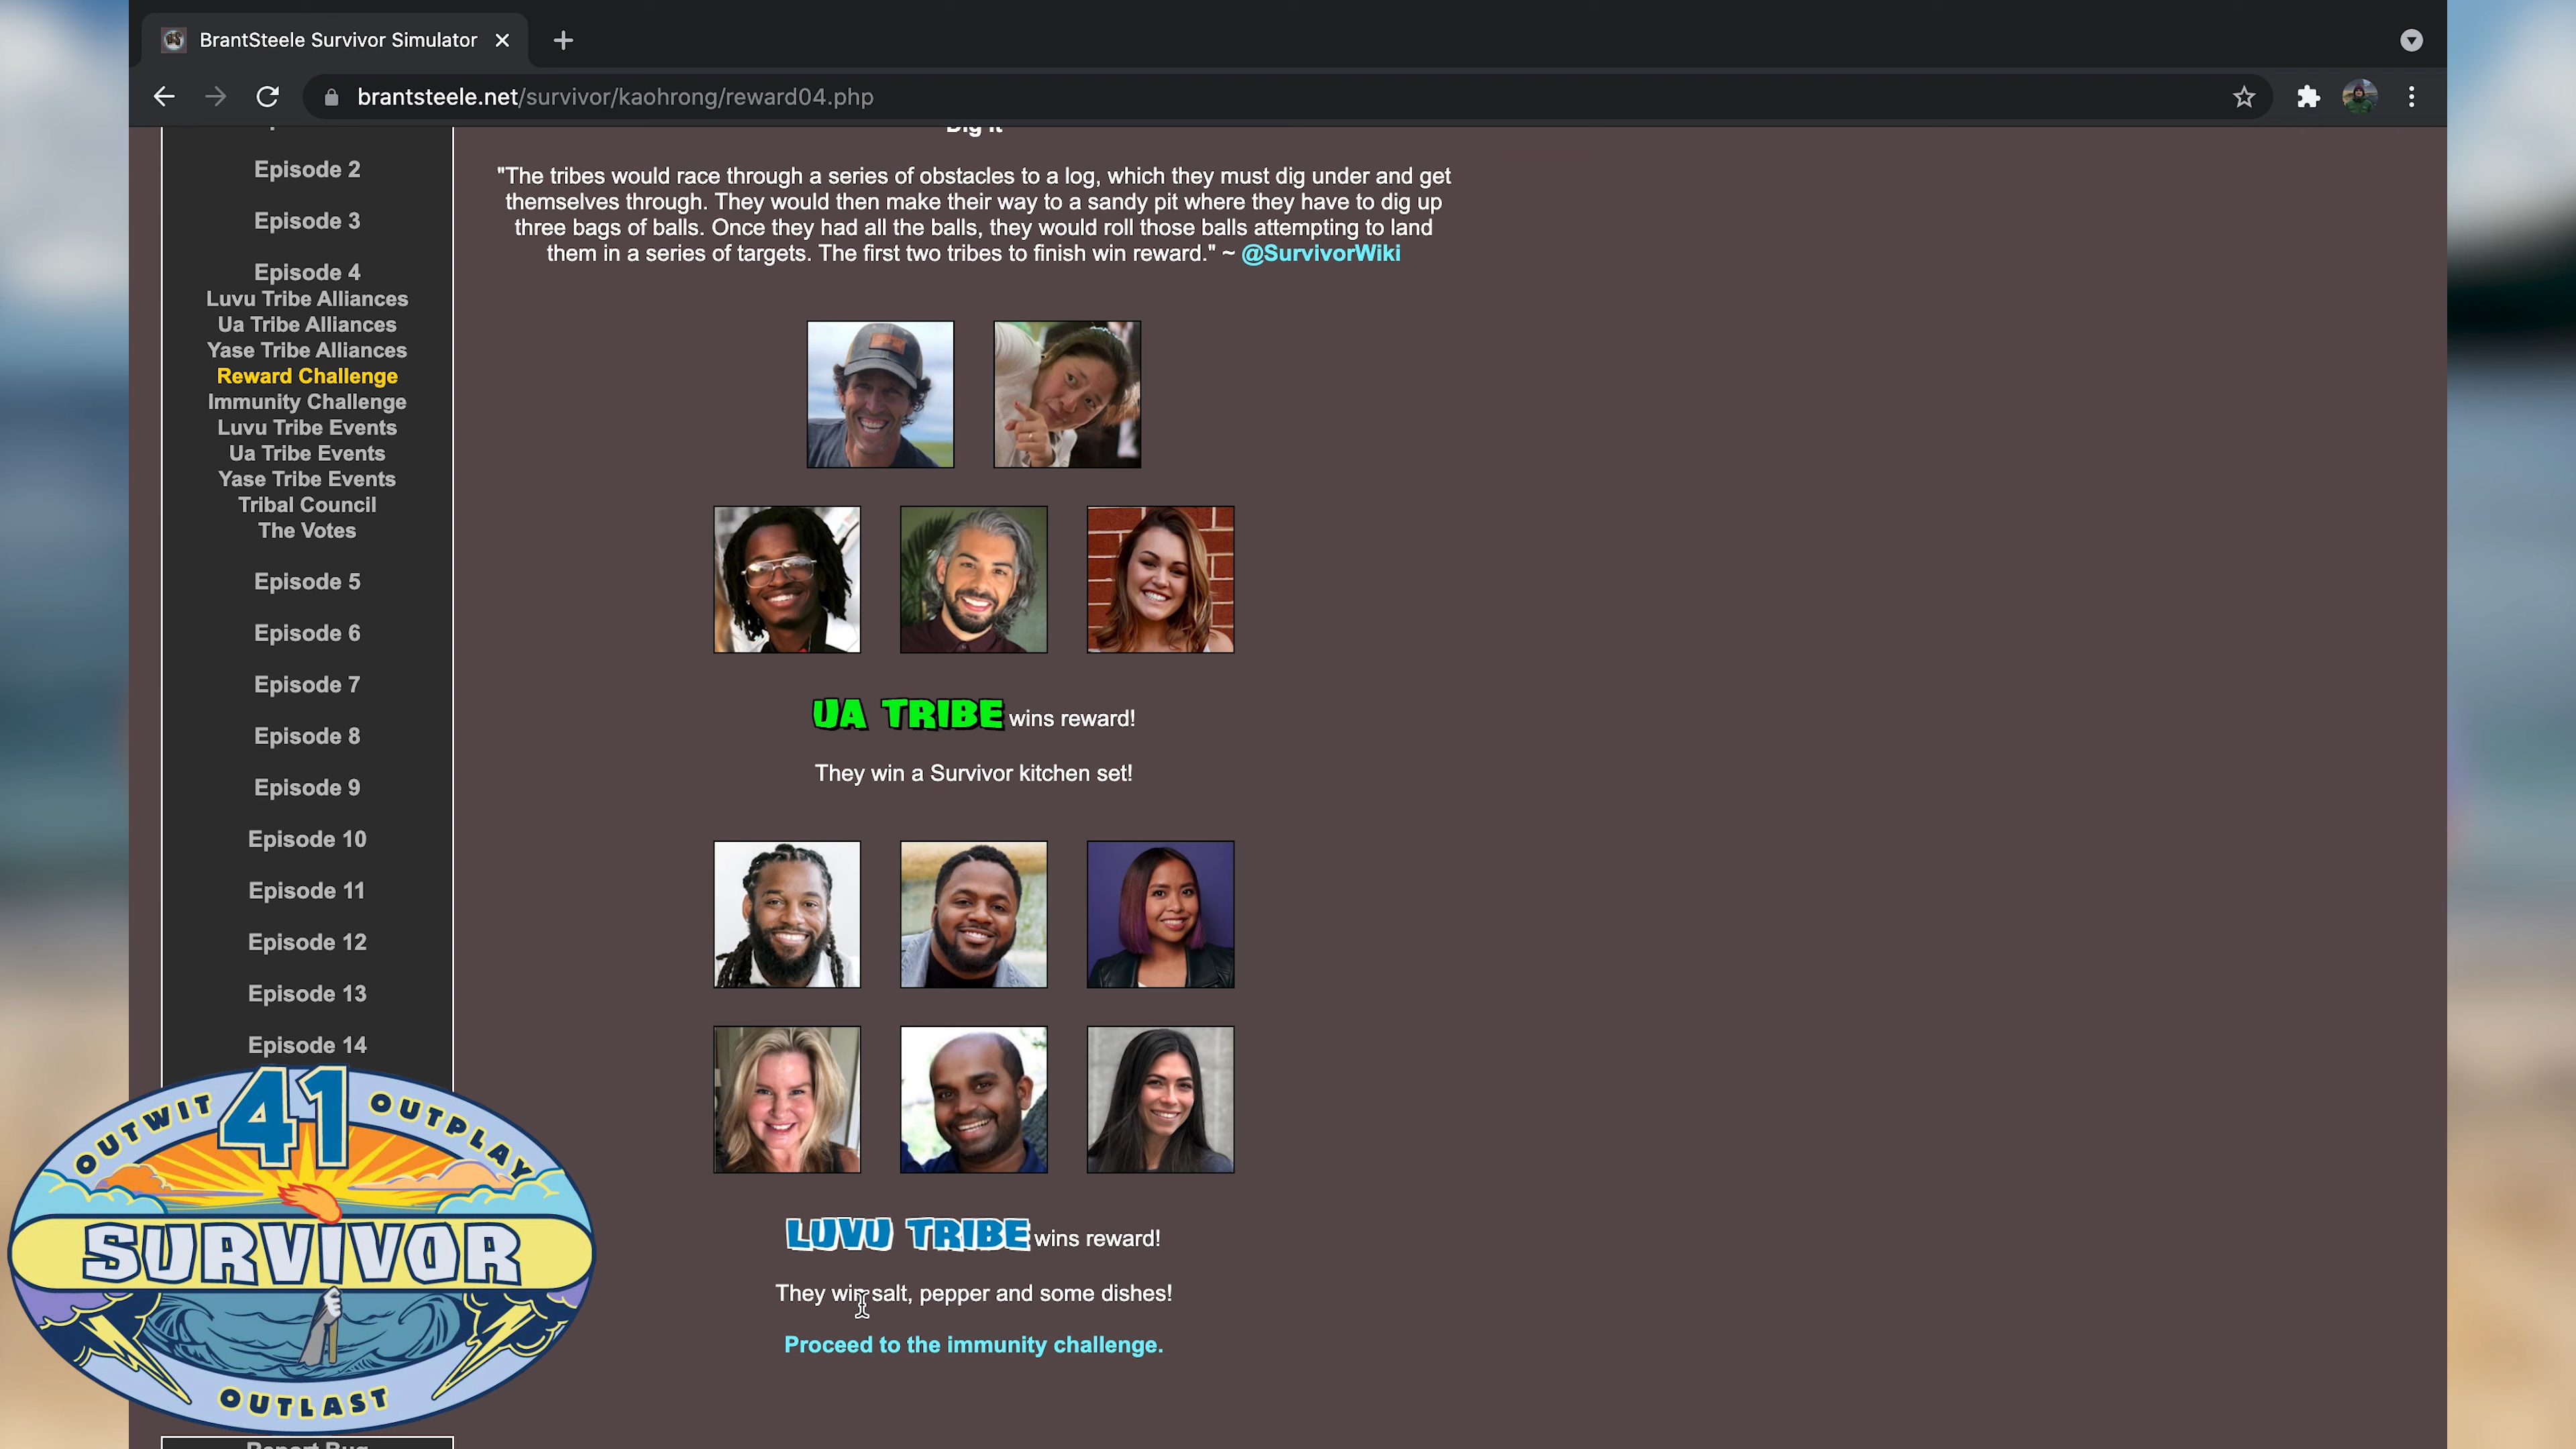 BrantSteele Survivor Simulator
brantsteele.net/survivor/kaohrong/reward04.php
Dig It
Episode 2
Episode 3
Episode 4
Luvu Tribe Alliances
Ua Tribe Alliances
Yase Tribe Alliances
Reward Challenge
Immunity Challenge
Luvu Tribe Events
Ua Tribe Events
Yase Tribe Events
Tribal Council
The Votes
Episode 5
Episode 6
Episode 7
Episode 8
Episode 9
Episode 10
Episode 11
Episode 12
Episode 13
Episode 14
"The tribes would race through a series of obstacles to a log, which they must dig under and get
themselves through. They would then make their way to a sandy pit where they have to dig up
three bags of balls. Once they had all the balls, they would roll those balls attempting to land
them in a series of targets. The first two tribes to finish win reward." ~ @SurvivorWiki
UA TRIBE wins reward!
They win a Survivor kitchen set!
LUVU TRIBE wins reward!
They win salt, pepper and some dishes!
Proceed to the immunity challenge.
OUTWIT 41 OUTPLAY
SURVIVOR
OUTLAST
Report Bug